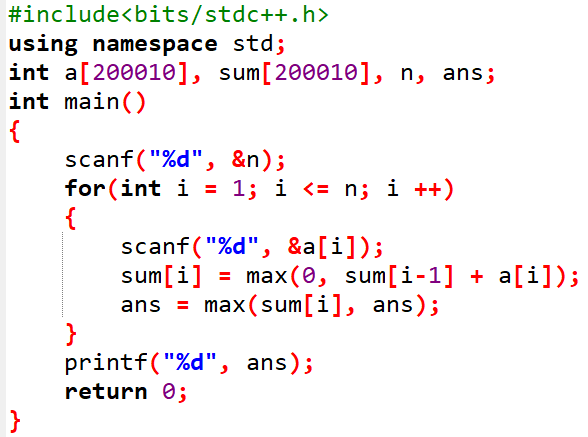 #include<bits/stdc++.h>
using namespace std;
int a[200010], sum[200010], n, ans;
int main()
{
    scanf("%d", &n);
    for(int i = 1; i <= n; i ++)
    {
        scanf("%d", &a[i]);
        sum[i] = max(0, sum[i-1] + a[i]);
        ans = max(sum[i], ans);
    }
    printf("%d", ans);
    return 0;
}